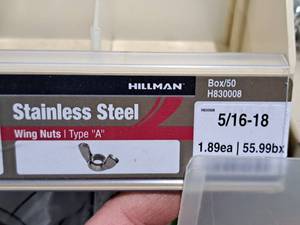 HILLMAN
Box/50
H830008
Stainless Steel
Wing Nuts | Type "A"
5/16-18
1.89ea | 55.99bx